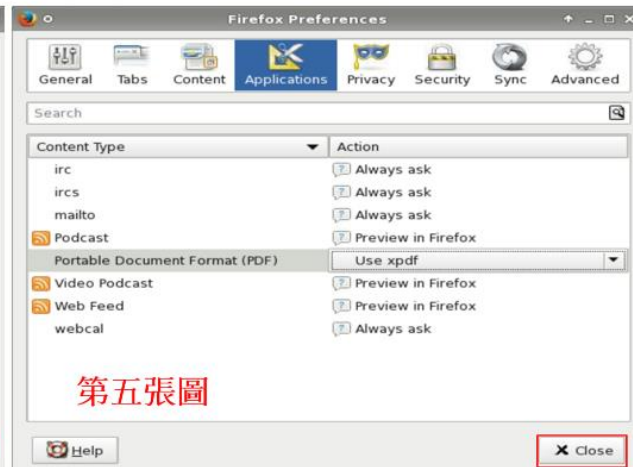 Firefox Preferences
General Tabs Content Applications Privacy Security Sync Advanced
Search
Content Type Action
irc Always ask
ircs Always ask
mailto Always ask
Podcast Preview in Firefox
Portable Document Format (PDF) Use xpdf
Video Podcast Preview in Firefox
Web Feed Preview in Firefox
webcal Always ask
第五張圖
Help Close